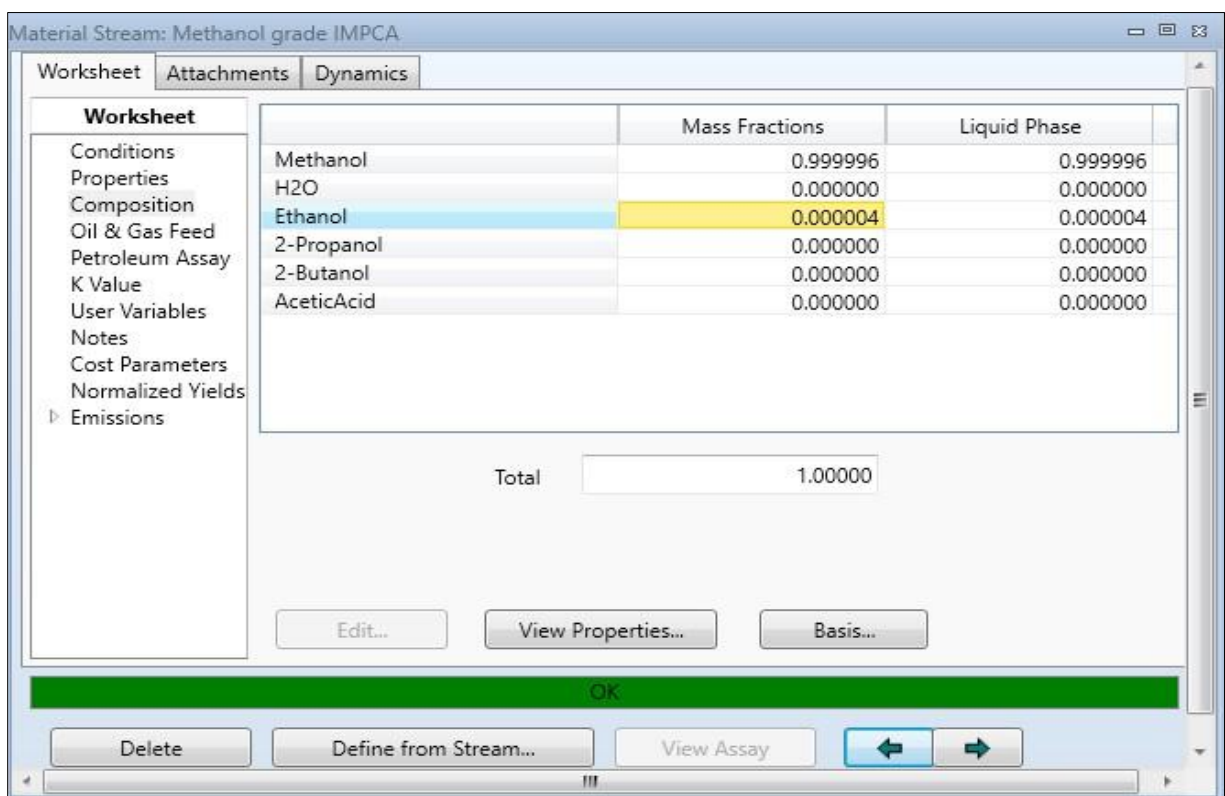 Material Stream: Methanol grade IMPCA
Worksheet Attachments Dynamics
Worksheet
Conditions
Properties
Composition
Oil & Gas Feed
Petroleum Assay
K Value
User Variables
Notes
Cost Parameters
Normalized Yields
Emissions
Mass Fractions Liquid Phase
Methanol 0.999996 0.999996
H2O 0.000000 0.000000
Ethanol 0.000004 0.000004
2-Propanol 0.000000 0.000000
2-Butanol 0.000000 0.000000
AceticAcid 0.000000 0.000000
Total 1.00000
Edit... View Properties... Basis...
OK
Delete Define from Stream... View Assay